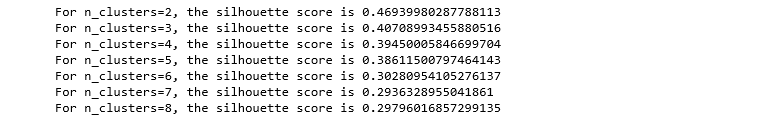 For n_clusters=2, the silhouette score is 0.46939980287788113
For n_clusters=3, the silhouette score is 0.40708993455880516
For n_clusters=4, the silhouette score is 0.39450005846699704
For n_clusters=5, the silhouette score is 0.38611500797464143
For n_clusters=6, the silhouette score is 0.30280954105276137
For n_clusters=7, the silhouette score is 0.2936328955041861
For n_clusters=8, the silhouette score is 0.29796016857299135